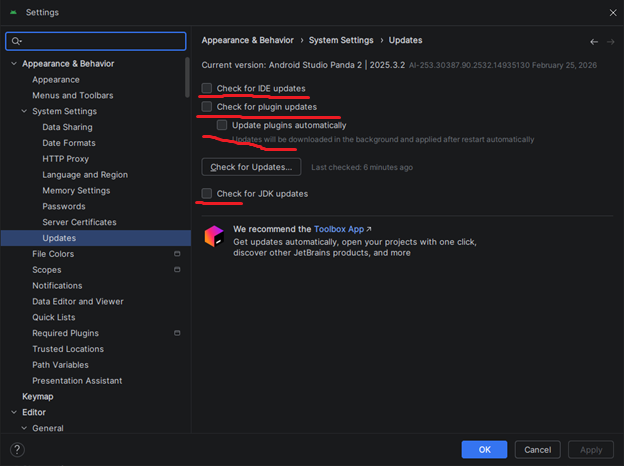 Settings
Appearance & Behavior
Appearance
Menus and Toolbars
System Settings
Data Sharing
Date Formats
HTTP Proxy
Language and Region
Memory Settings
Passwords
Server Certificates
Updates
File Colors
Scopes
Notifications
Data Editor and Viewer
Quick Lists
Required Plugins
Trusted Locations
Path Variables
Presentation Assistant
Keymap
Editor
General
Appearance & Behavior › System Settings › Updates
Current version: Android Studio Panda 2 | 2025.3.2 AI-253.30387.90.2532.14935130 February 25, 2026
Check for IDE updates
Check for plugin updates
Update plugins automatically
Updates will be downloaded in the background and applied after restart automatically
Check for Updates... Last checked: 6 minutes ago
Check for JDK updates
We recommend the Toolbox App ↗
Get updates automatically, open your projects with one click,
discover other JetBrains products, and more
? OK Cancel Apply